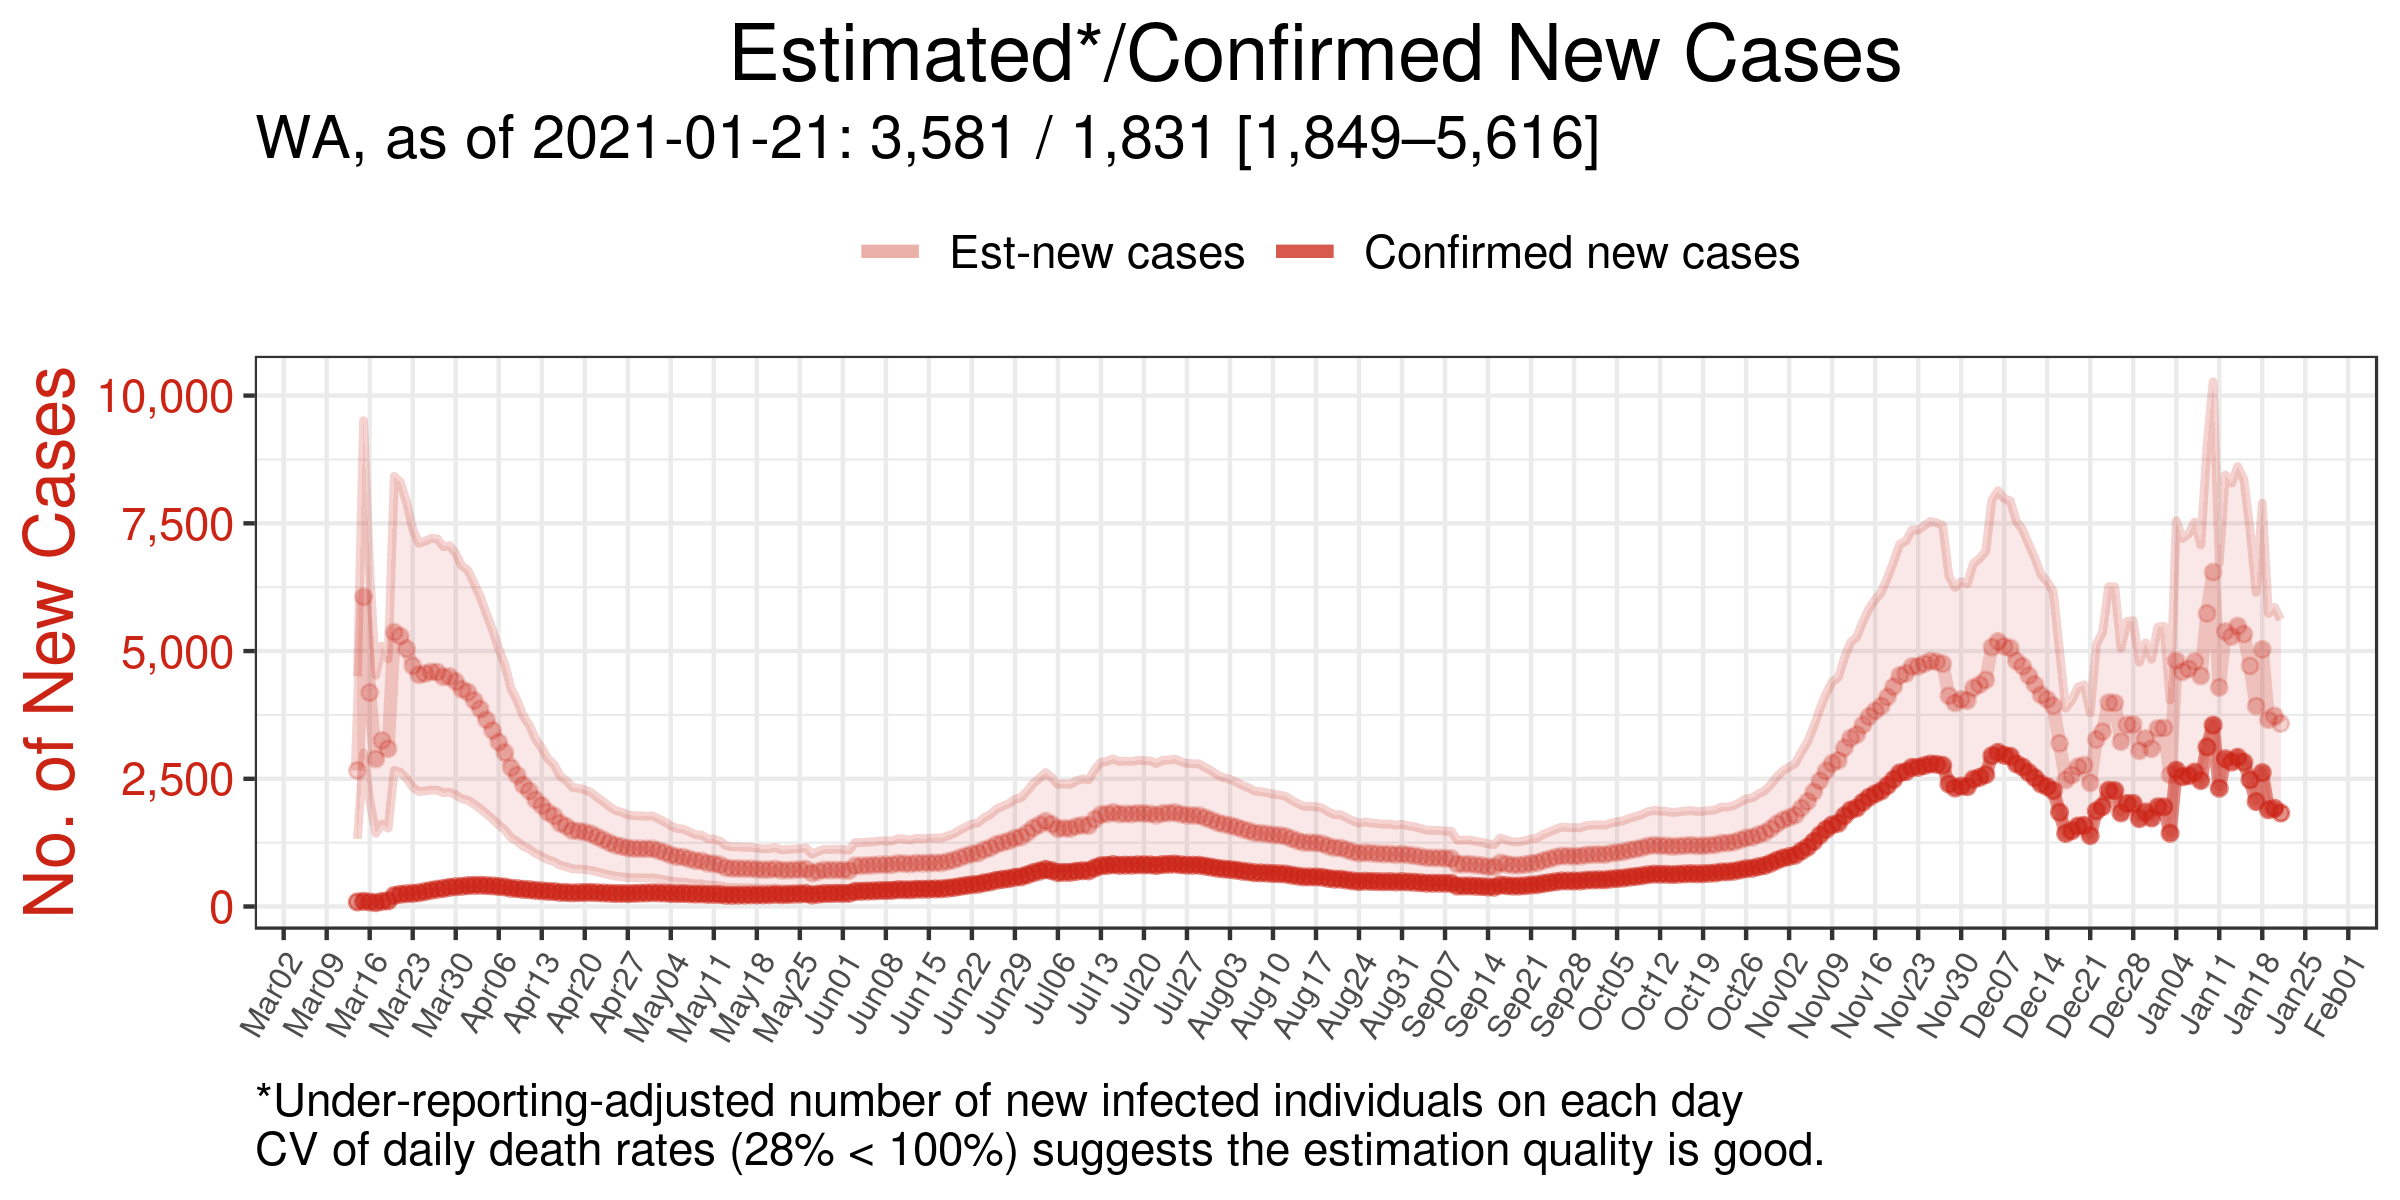 Estimated*/Confirmed New Cases
WA, as of 2021-01-21: 3,581 / 1,831 [1,849–5,616]
Est-new cases Confirmed new cases
No. of New Cases
10,000
7,500
5,000
2,500
0
Mar02 Mar09 Mar16 Mar23 Mar30 Apr06 Apr13 Apr20 Apr27 May04 May11 May18 May25 Jun01 Jun08 Jun15 Jun22 Jun29 Jul06 Jul13 Jul20 Jul27 Aug03 Aug10 Aug17 Aug24 Aug31 Sep07 Sep14 Sep21 Sep28 Oct05 Oct12 Oct19 Oct26 Nov02 Nov09 Nov16 Nov23 Nov30 Dec07 Dec14 Dec21 Dec28 Jan04 Jan11 Jan18 Jan25 Feb01
*Under-reporting-adjusted number of new infected individuals on each day
CV of daily death rates (28% < 100%) suggests the estimation quality is good.